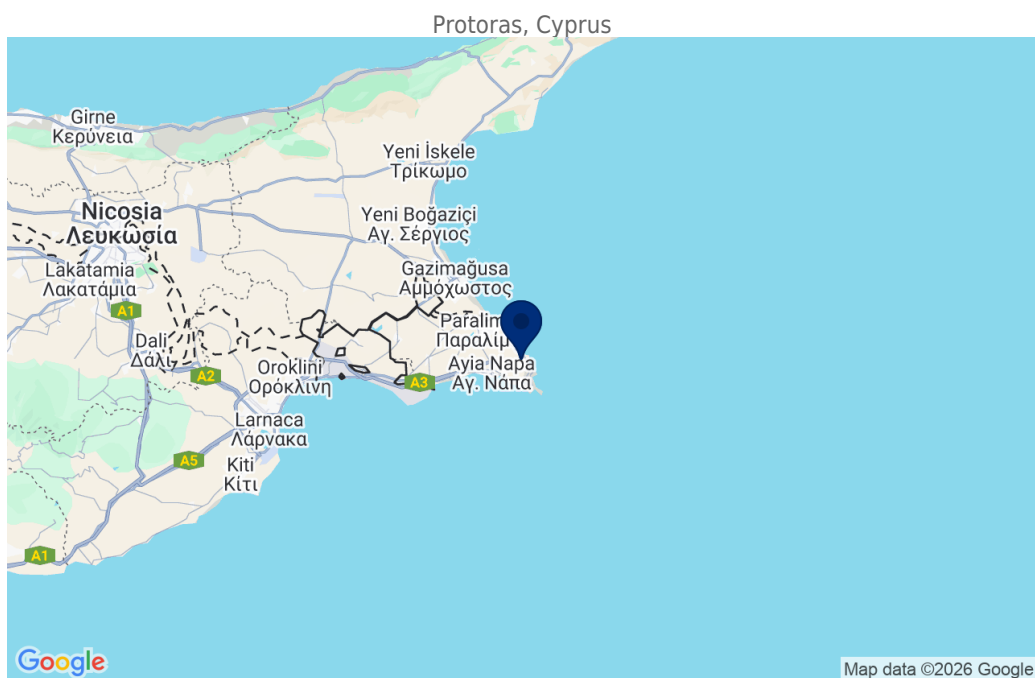 Protoras, Cyprus
Girne
Κερύνεια
Yeni İskele
Τρίκωμο
Nicosia
Λευκωσία
Yeni Boğaziçi
Αγ. Σέργιος
Lakatamia
Λακατάμια
Gazimağusa
Αμμόχωστος
A1
Paralim
Παραλίμ
Dali
Δάλι
Oroklini
Ορόκλινη
Ayia Napa
Αγ. Νάπα
A2
A3
Larnaca
Λάρνακα
A5
Kiti
Κίτι
A1
Google
Map data ©2026 Google